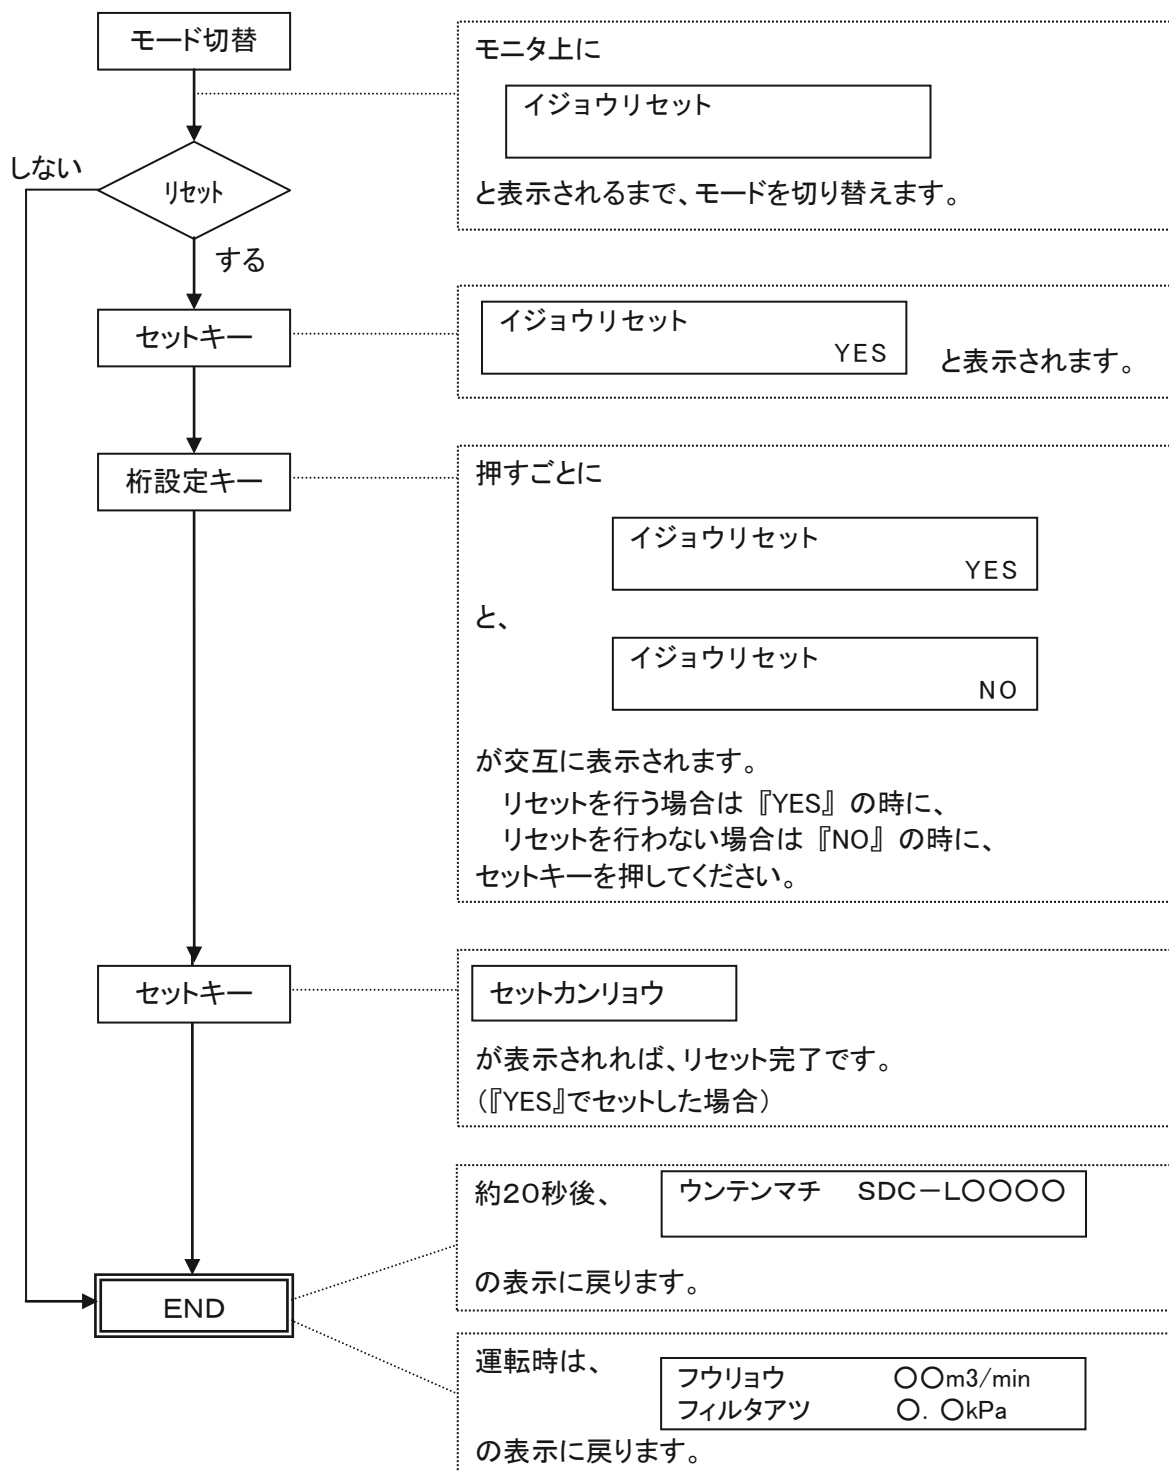 モード切替
モニタ上に
イジョウリセット
と表示されるまで、モードを切り替えます。
しない
リセット
する
セットキー
イジョウリセット
YES
と表示されます。
桁設定キー
押すごとに
イジョウリセット
YES
と、
イジョウリセット
NO
が交互に表示されます。
リセットを行う場合は『YES』の時に、
リセットを行わない場合は『NO』の時に、
セットキーを押してください。
セットキー
セットカンリョウ
が表示されれば、リセット完了です。
(『YES』でセットした場合)
約20秒後、
ウンテンマチ SDC-L〇〇〇〇
の表示に戻ります。
END
運転時は、
フウリョウ 〇〇m3/min
フィルタアツ 〇.〇kPa
の表示に戻ります。